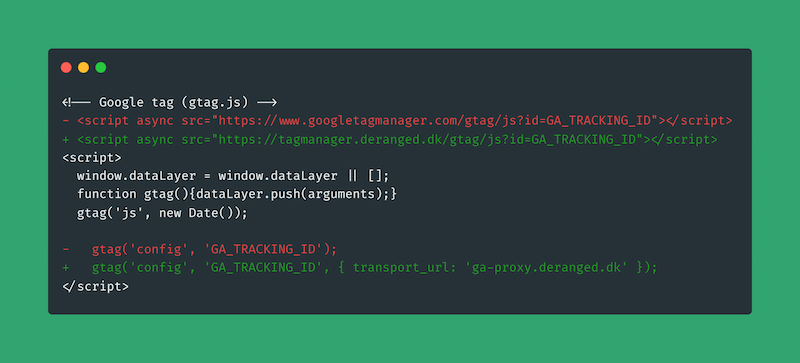 <!-- Google tag (gtag.js) -->
- <script async src="https://www.googletagmanager.com/gtag/js?id=GA_TRACKING_ID"></script>
+ <script async src="https://tagmanager.deranged.dk/gtag/js?id=GA_TRACKING_ID"></script>
<script>
  window.dataLayer = window.dataLayer || [];
  function gtag(){dataLayer.push(arguments);}
  gtag('js', new Date());

-   gtag('config', 'GA_TRACKING_ID');
+   gtag('config', 'GA_TRACKING_ID', { transport_url: 'ga-proxy.deranged.dk' });
</script>